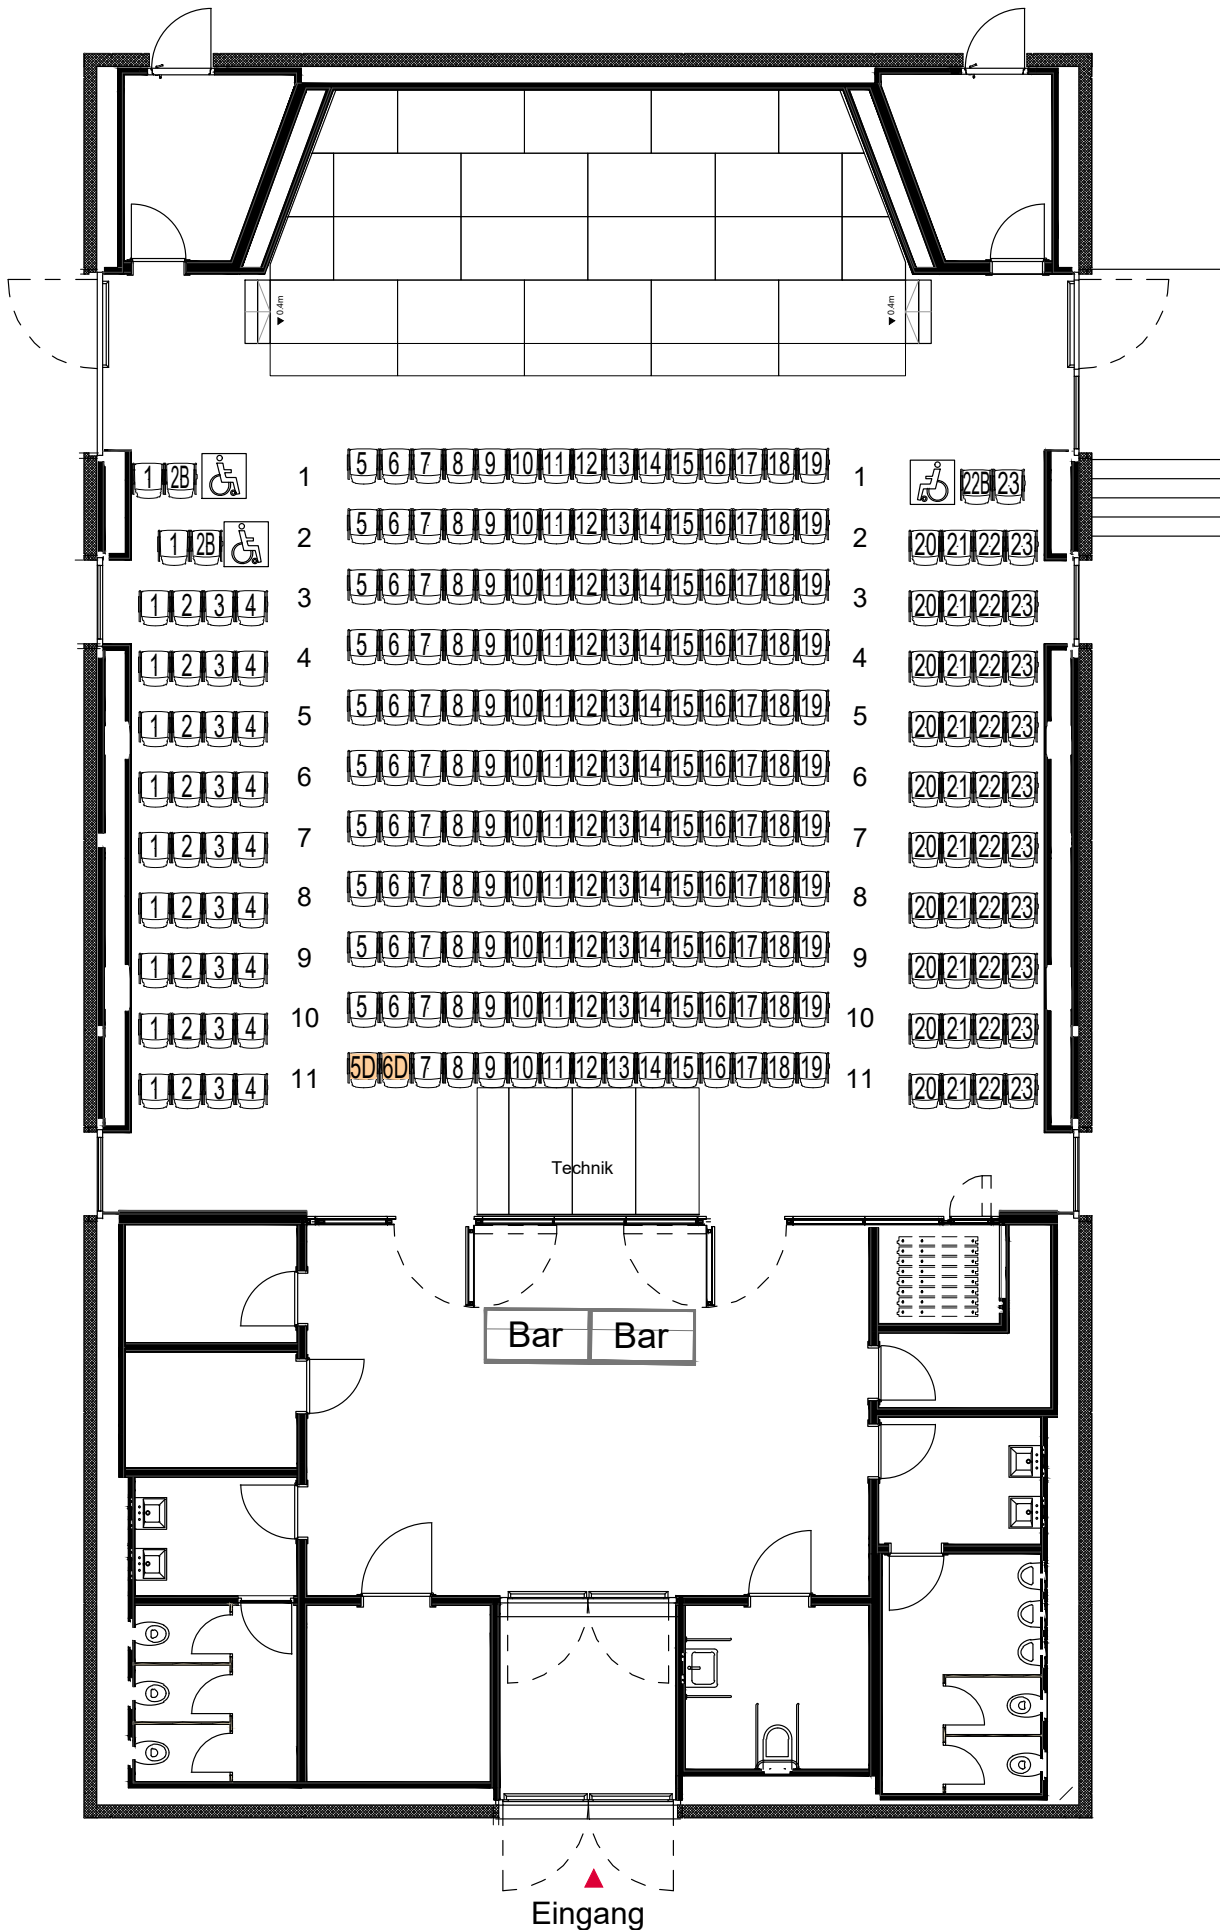 ▼ 0.4m ▼ 0.4m
1 2B 1 5 6 7 8 9 10 11 12 13 14 15 16 17 18 19 1 22B 23
1 2B 2 5 6 7 8 9 10 11 12 13 14 15 16 17 18 19 2 20 21 22 23
1 2 3 4 3 5 6 7 8 9 10 11 12 13 14 15 16 17 18 19 3 20 21 22 23
1 2 3 4 4 5 6 7 8 9 10 11 12 13 14 15 16 17 18 19 4 20 21 22 23
1 2 3 4 5 5 6 7 8 9 10 11 12 13 14 15 16 17 18 19 5 20 21 22 23
1 2 3 4 6 5 6 7 8 9 10 11 12 13 14 15 16 17 18 19 6 20 21 22 23
1 2 3 4 7 5 6 7 8 9 10 11 12 13 14 15 16 17 18 19 7 20 21 22 23
1 2 3 4 8 5 6 7 8 9 10 11 12 13 14 15 16 17 18 19 8 20 21 22 23
1 2 3 4 9 5 6 7 8 9 10 11 12 13 14 15 16 17 18 19 9 20 21 22 23
1 2 3 4 10 5 6 7 8 9 10 11 12 13 14 15 16 17 18 19 10 20 21 22 23
1 2 3 4 11 5D 6D 7 8 9 10 11 12 13 14 15 16 17 18 19 11 20 21 22 23
Technik
Bar Bar
Eingang